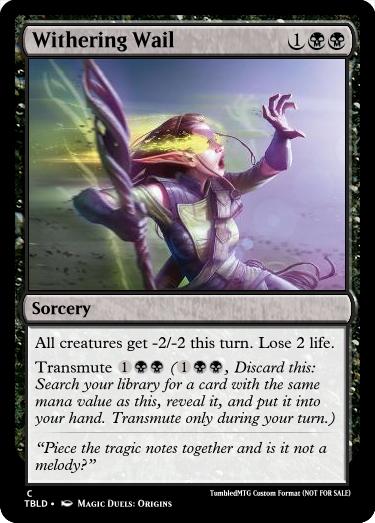 Withering Wail 1
Sorcery
All creatures get -2/-2 this turn. Lose 2 life.
Transmute 1 (1, Discard this:
Search your library for a card with the same
mana value as this, reveal it, and put it into
your hand. Transmute only during your turn.)
"Piece the tragic notes together and is it not a
melody?"
C
TBLD • Magic Duels: Origins
TumbledMTG Custom Format (NOT FOR SALE)